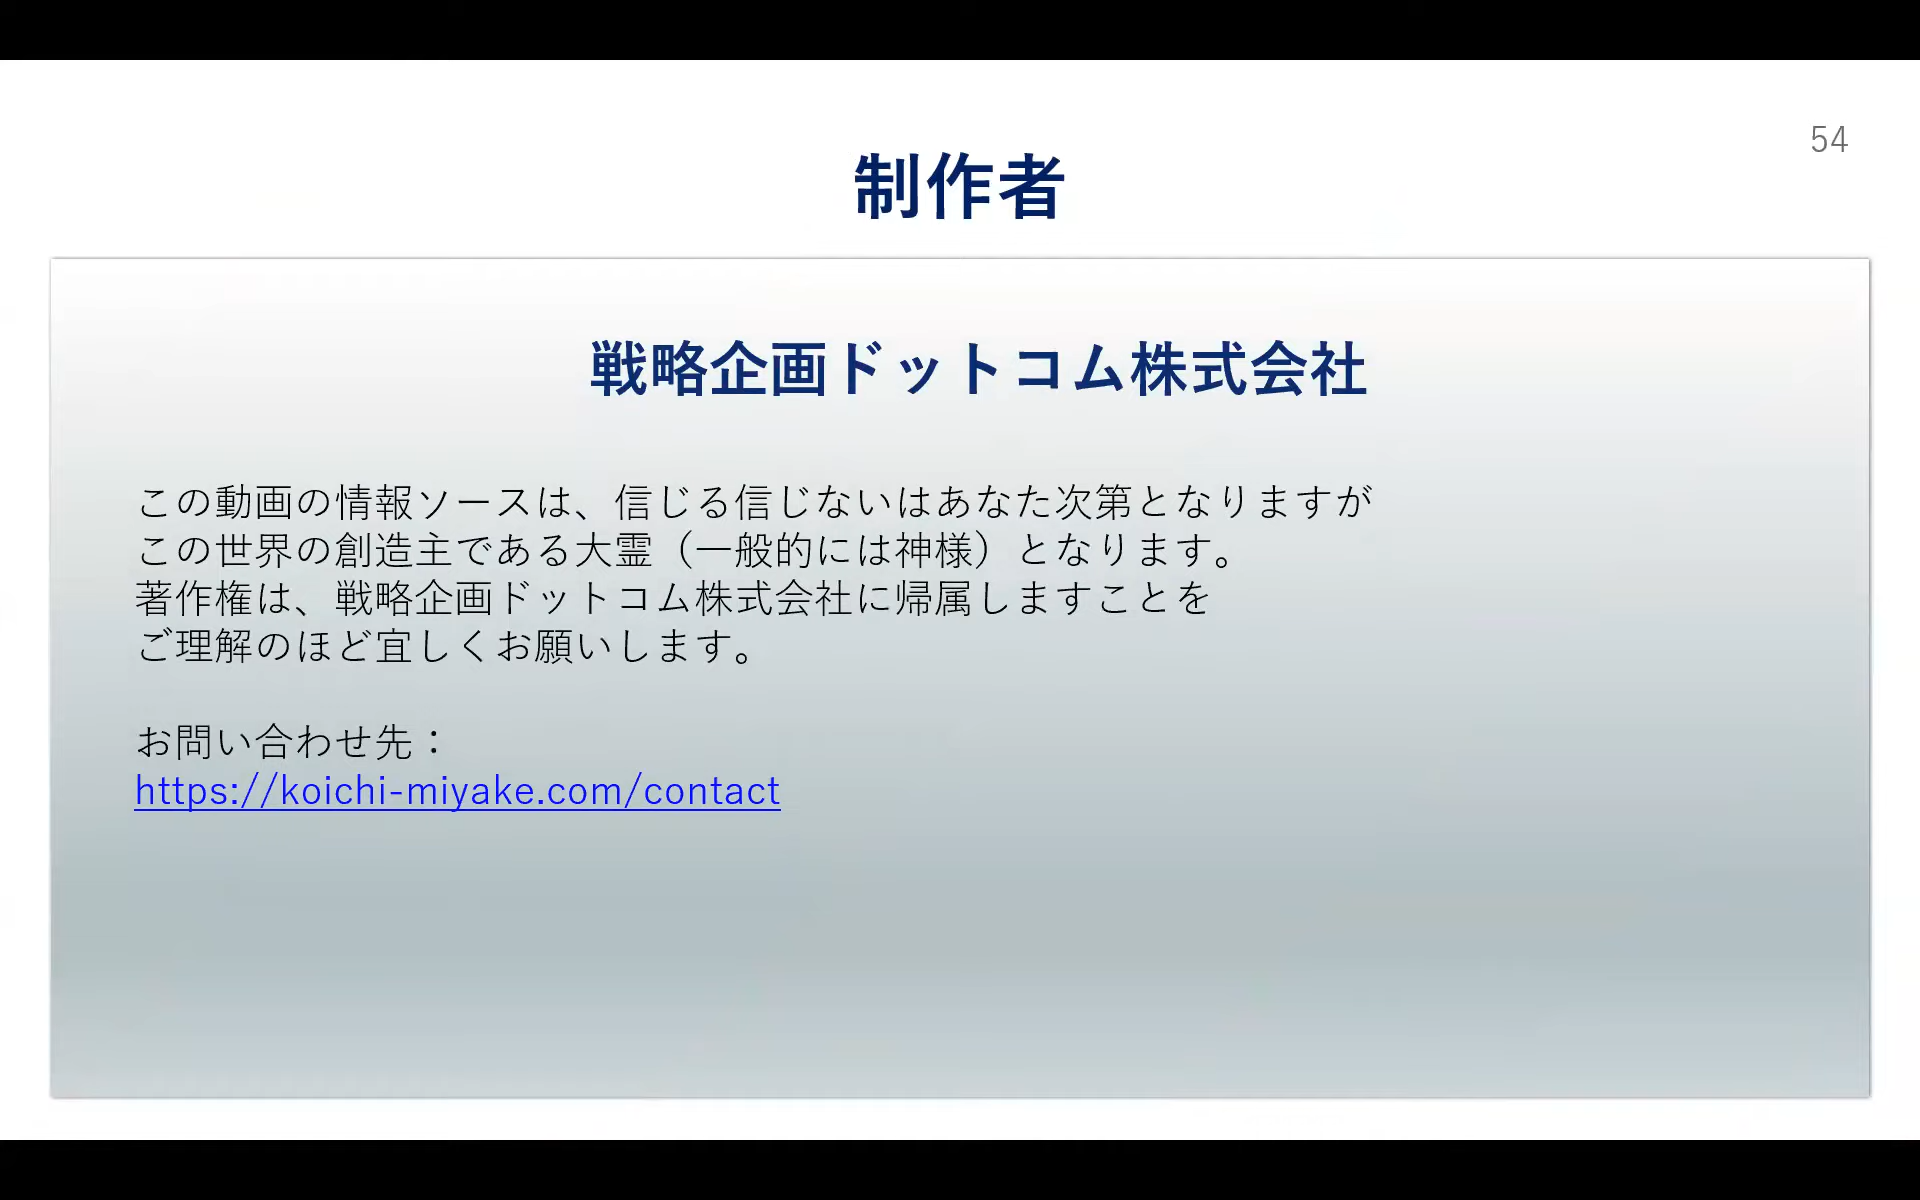 54
制作者
戦略企画ドットコム株式会社
この動画の情報ソースは、信じる信じないはあなた次第となりますが
この世界の創造主である大霊（一般的には神様）となります。
著作権は、戦略企画ドットコム株式会社に帰属しますことを
ご理解のほど宜しくお願いします。
お問い合わせ先：
https://koichi-miyake.com/contact